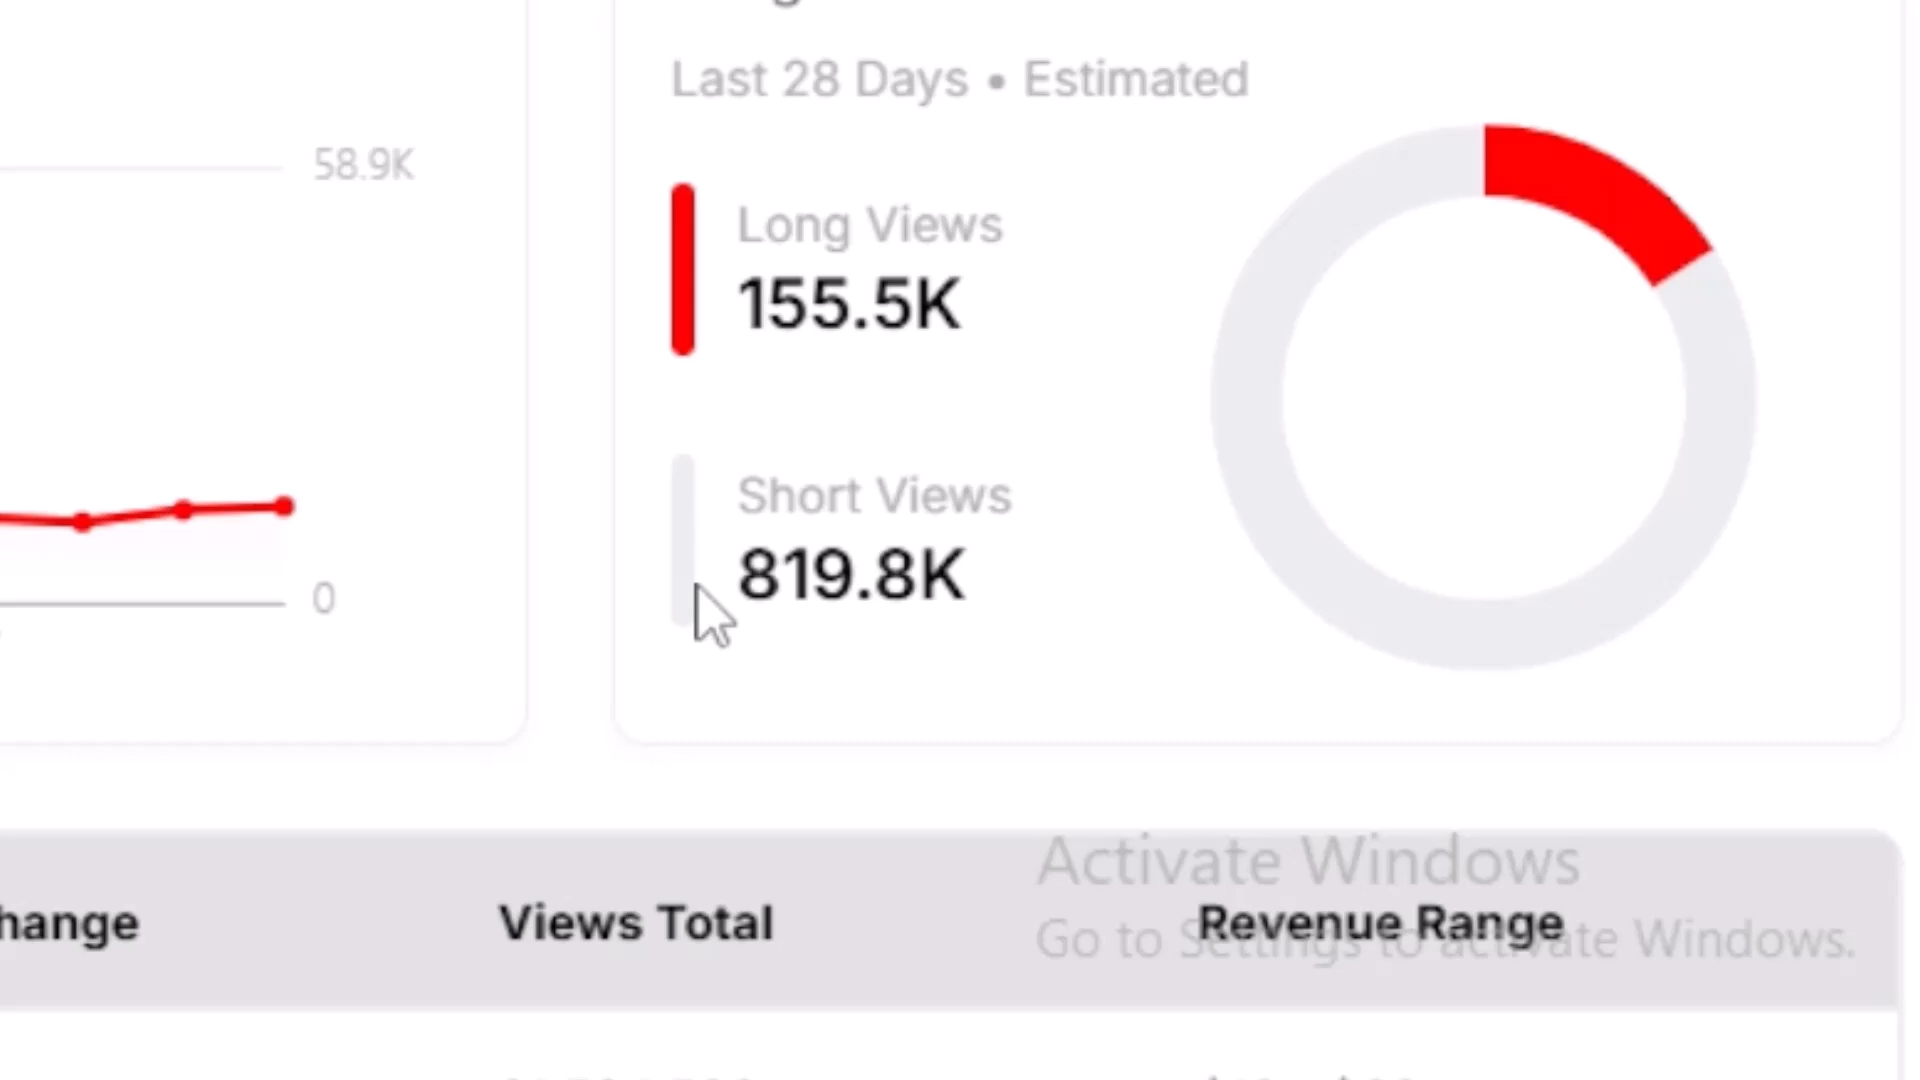 Last 28 Days • Estimated
58.9K
Long Views
155.5K
Short Views
819.8K
0
hange
Views Total
Revenue Range
Activate Windows
Go to Settings to activate Windows.